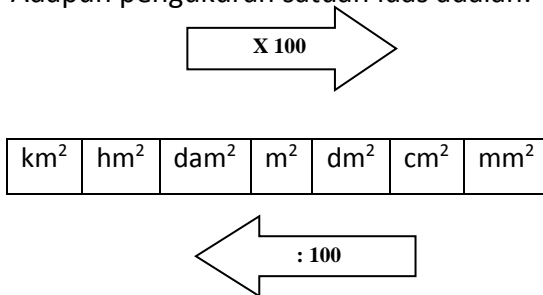 Adapun pengukuran satuan luas adalah:
X 100
km² hm² dam² m² dm² cm² mm²
: 100